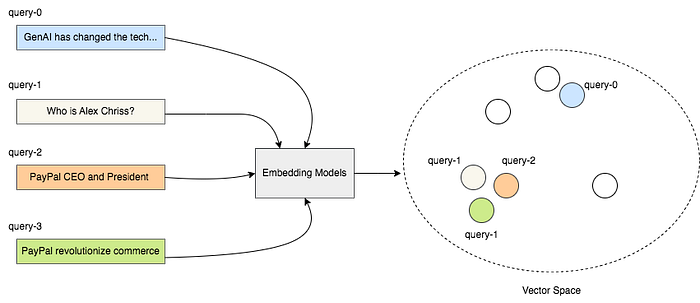 query-0
GenAI has changed the tech...
query-1
Who is Alex Chriss?
query-2
PayPal CEO and President
query-3
PayPal revolutionize commerce
Embedding Models
query-0
query-1
query-2
query-1
Vector Space